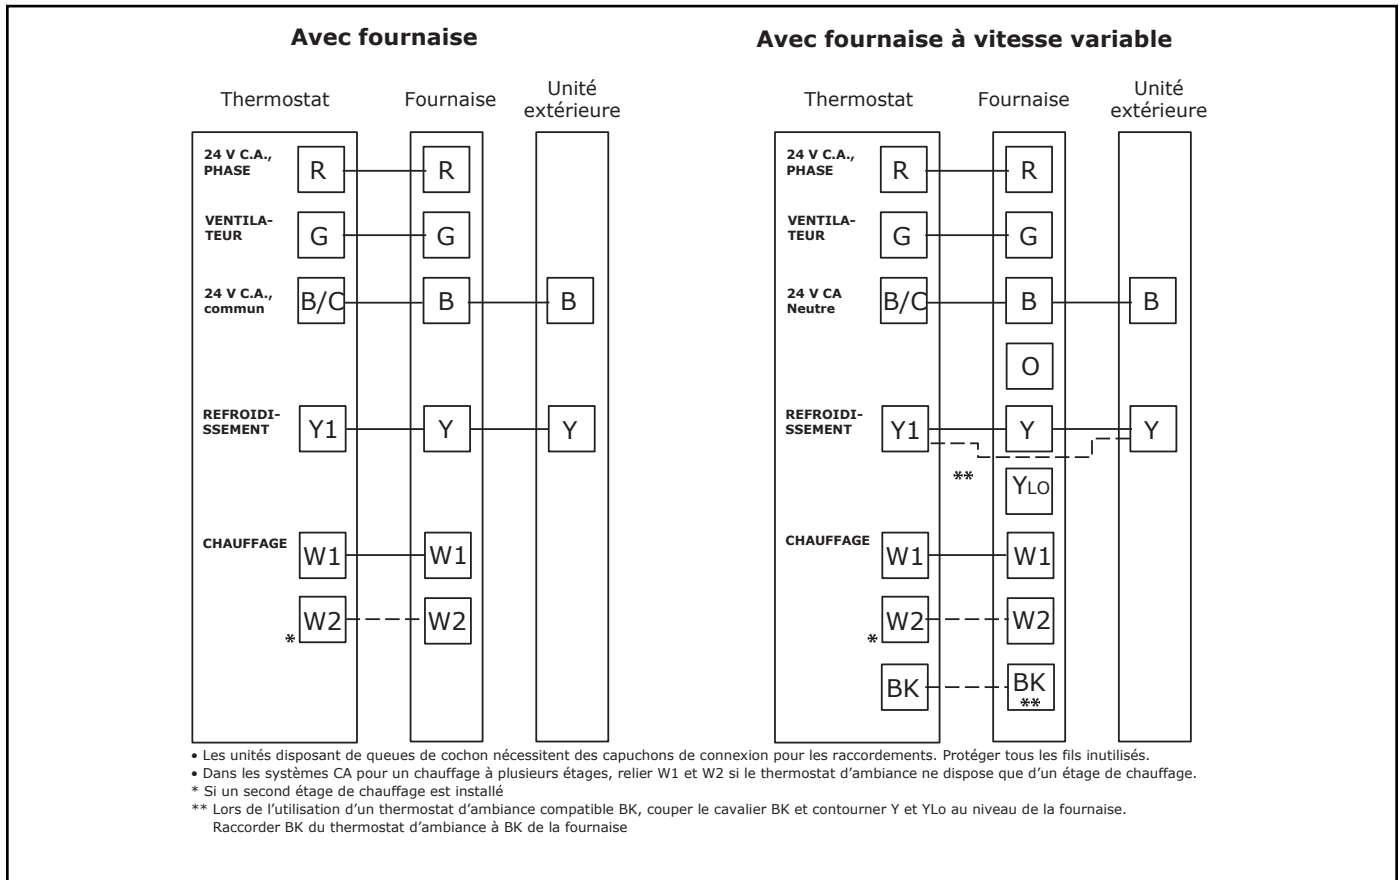 Avec fournaise
Thermostat
Fournaise
Unité
extérieure
24 V C.A.,
PHASE
R
R
VENTILA-
TEUR
G
G
24 V C.A.,
commun
B/C
B
B
REFROIDI-
SSEMENT
Y1
Y
Y
CHAUFFAGE
W1
W1
*
W2
W2
Avec fournaise à vitesse variable
Thermostat
Fournaise
Unité
extérieure
24 V C.A.,
PHASE
R
R
VENTILA-
TEUR
G
G
24 V CA
Neutre
B/C
B
B
O
REFROIDI-
SSEMENT
Y1
Y
Y
**
YLO
CHAUFFAGE
W1
W1
*
W2
W2
BK
BK
**
• Les unités disposant de queues de cochon nécessitent des capuchons de connexion pour les raccordements. Protéger tous les fils inutilisés.
• Dans les systèmes CA pour un chauffage à plusieurs étages, relier W1 et W2 si le thermostat d'ambiance ne dispose que d'un étage de chauffage.
* Si un second étage de chauffage est installé
** Lors de l'utilisation d'un thermostat d'ambiance compatible BK, couper le cavalier BK et contourner Y et YLo au niveau de la fournaise.
Raccorder BK du thermostat d'ambiance à BK de la fournaise